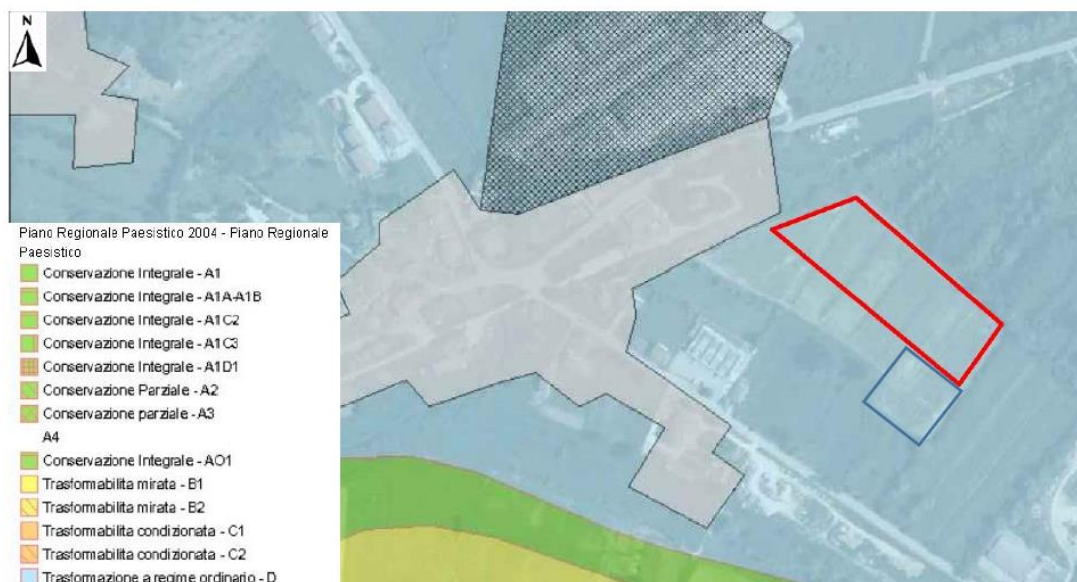 N
Piano Regionale Paesistico 2004 - Piano Regionale
Paesistico
Conservazione Integrale - A1
Conservazione Integrale - A1A-A1B
Conservazione Integrale - A1C2
Conservazione Integrale - A1C3
Conservazione Integrale - A1D1
Conservazione Parziale - A2
Conservazione parziale - A3
A4
Conservazione Integrale - AO1
Trasformabilita mirata - B1
Trasformabilita mirata - B2
Trasformabilita condizionata - C1
Trasformabilita condizionata - C2
Trasformazione a regime ordinario - D